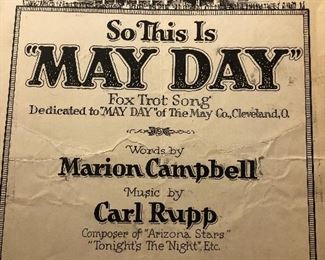 So This Is
"MAY DAY"
Fox Trot Song
Dedicated to "MAY DAY" of The May Co., Cleveland, O.
Words by
Marion Campbell
Music by
Carl Rupp
Composer of "Arizona Stars"
"Tonight's The Night", Etc.